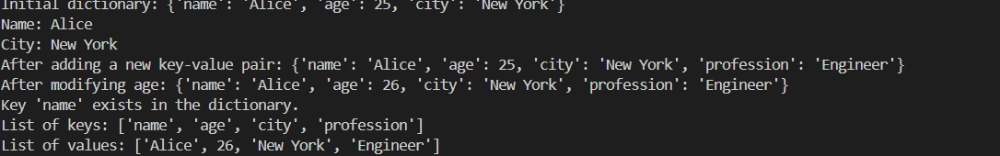 Initial dictionary: {'name': 'Alice', 'age': 25, 'city': 'New York'}
Name: Alice
City: New York
After adding a new key-value pair: {'name': 'Alice', 'age': 25, 'city': 'New York', 'profession': 'Engineer'}
After modifying age: {'name': 'Alice', 'age': 26, 'city': 'New York', 'profession': 'Engineer'}
Key 'name' exists in the dictionary.
List of keys: ['name', 'age', 'city', 'profession']
List of values: ['Alice', 26, 'New York', 'Engineer']